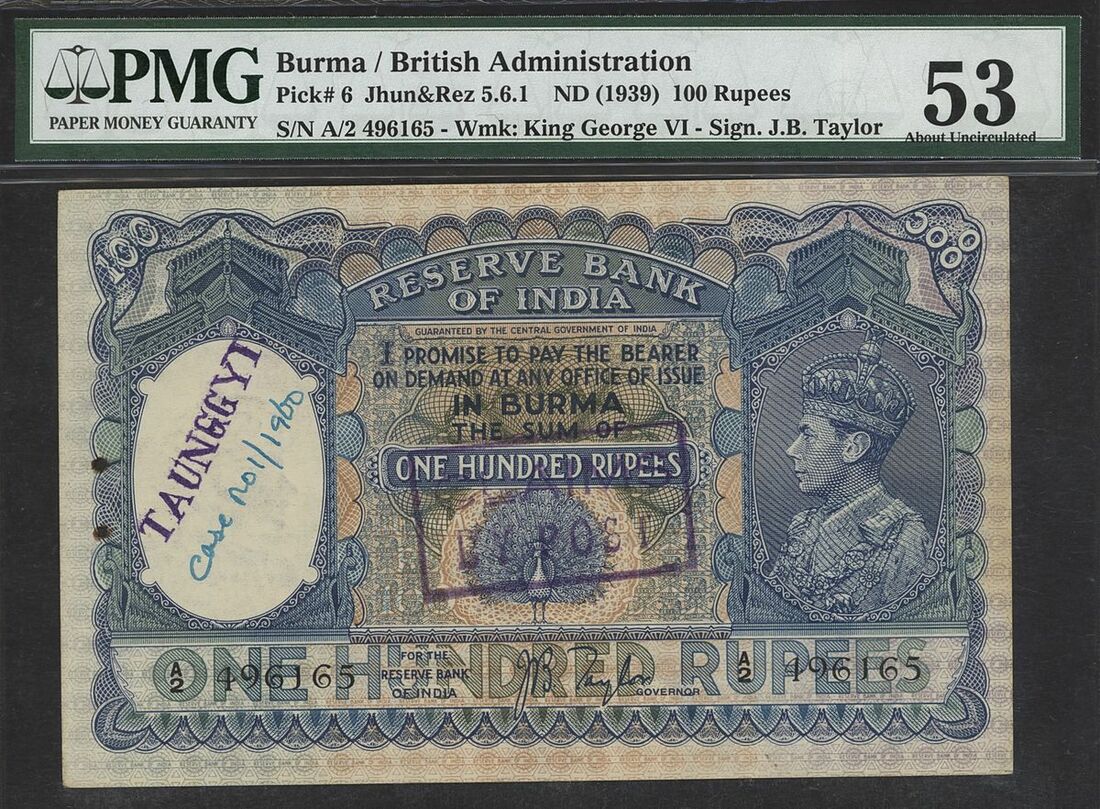 PMG
PAPER MONEY GUARANTY
Burma / British Administration
Pick# 6 Jhun&Rez 5.6.1 ND (1939) 100 Rupees
S/N A/2 496165 - Wmk: King George VI - Sign. J.B. Taylor
53
About Uncirculated
100
RESERVE BANK
OF INDIA
GUARANTEED BY THE CENTRAL GOVERNMENT OF INDIA
I PROMISE TO PAY THE BEARER
ON DEMAND AT ANY OFFICE OF ISSUE
IN BURMA
THE SUM OF
ONE HUNDRED RUPEES
TAUNGGYI
Case No 1/1960
ONE HUNDRED RUPEES
A/2 496165
FOR THE
RESERVE BANK
OF INDIA
J B Taylor
GOVERNOR
A/2 496165